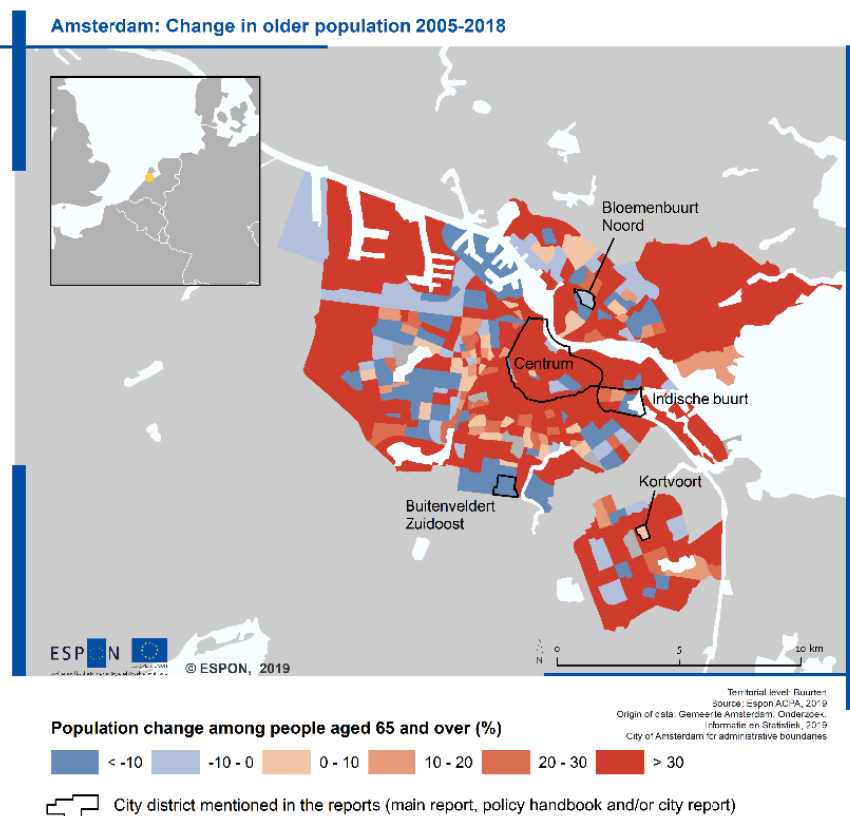 Amsterdam: Change in older population 2005-2018
Bloemenbuurt
Noord
Centrum
Indische buurt
Kortvoort
Buitenveldert
Zuidoost
ESPON
© ESPON, 2019
N
0 5 10 km
Territorial level: Buurten
Source: Espon ACPA, 2019
Origin of data: Gemeente Amsterdam, Onderzoek,
Informatie en Statistiek, 2019
City of Amsterdam for administrative boundaries
Population change among people aged 65 and over (%)
< -10 -10 - 0 0 - 10 10 - 20 20 - 30 > 30
City district mentioned in the reports (main report, policy handbook and/or city report)